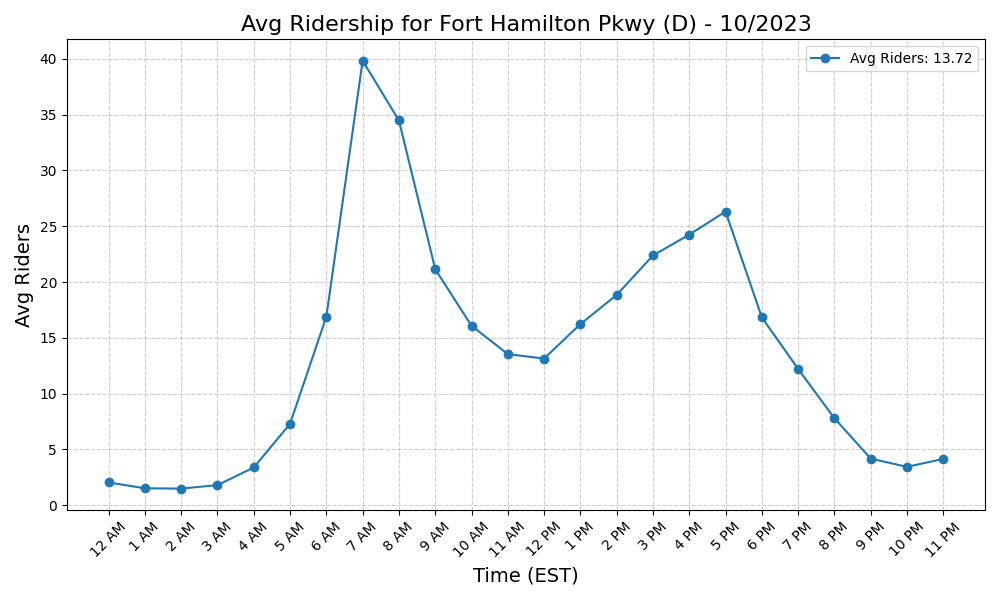 Avg Ridership for Fort Hamilton Pkwy (D) - 10/2023
Avg Riders: 13.72
Avg Riders
40
35
30
25
20
15
10
5
0
12 AM
1 AM
2 AM
3 AM
4 AM
5 AM
6 AM
7 AM
8 AM
9 AM
10 AM
11 AM
12 PM
1 PM
2 PM
3 PM
4 PM
5 PM
6 PM
7 PM
8 PM
9 PM
10 PM
11 PM
Time (EST)